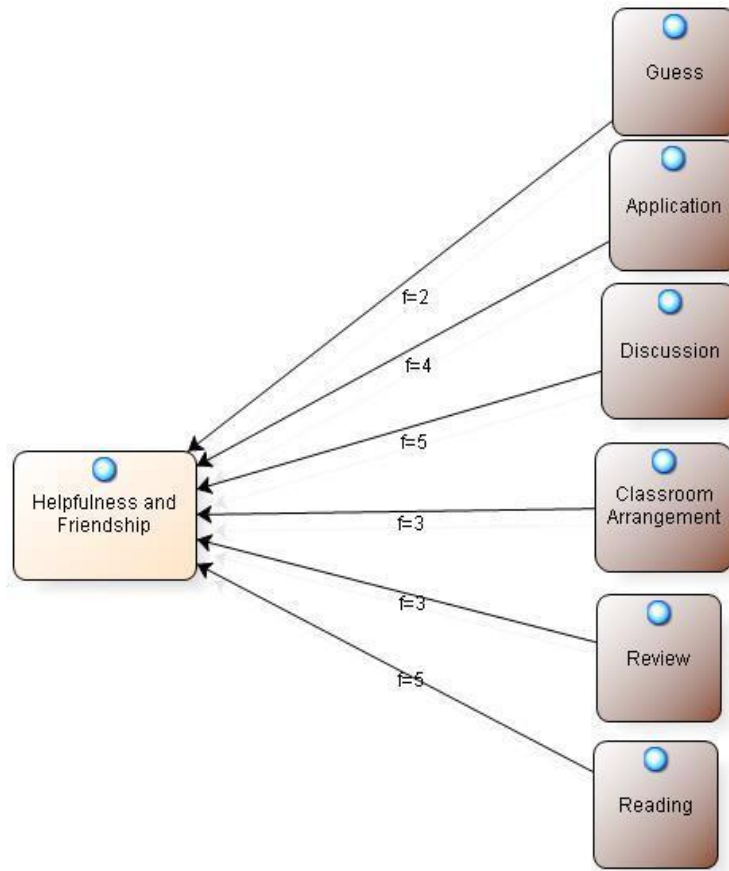 Guess
Application
f=2
Discussion
f=4
f=5
Helpfulness and
Friendship
Classroom
Arrangement
f=3
f=3
Review
f=5
Reading